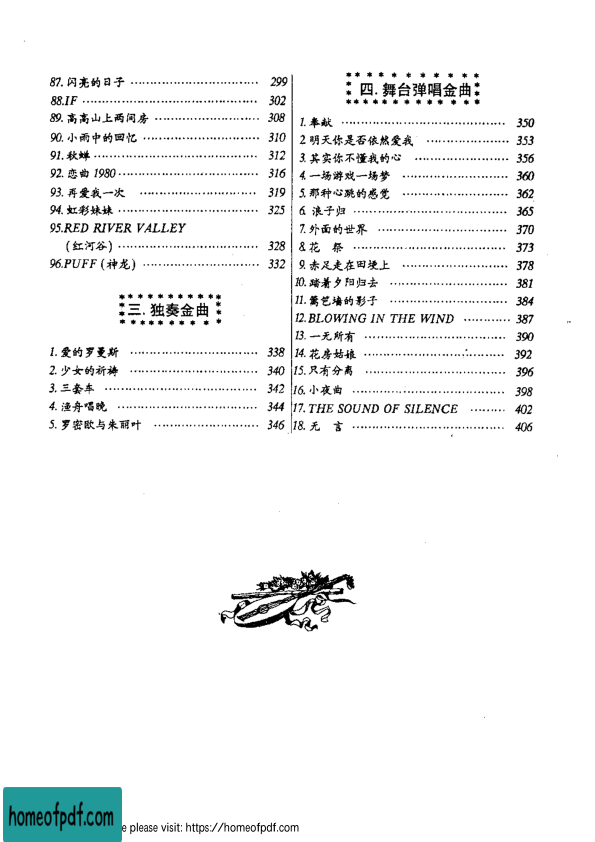 87.闪亮的日子 ································ 299
88.IF ············································ 302
89.高高山上两间房 ·························· 308
90.小雨中的回忆 ····························· 310
91.秋蝉 ········································· 312
92.恋曲 1980 ·································· 316
93.再爱我一次 ································ 319
94.虹彩妹妹 ··································· 325
95.RED RIVER VALLEY
(红河谷) ··································· 328
96.PUFF(神龙) ····························· 332
三.独奏金曲
1.爱的罗曼斯 ································ 338
2.少女的祈祷 ································ 340
3.三套车 ······································ 342
4.渔舟唱晚 ··································· 344
5.罗密欧与朱丽叶 ·························· 346
四.舞台弹唱金曲
1.奉献 ········································· 350
2.明天你是否依然爱我 ···················· 353
3.其实你不懂我的心 ······················· 356
4.一场游戏一场梦 ·························· 360
5.那种心跳的感觉 ·························· 362
6.浪子归 ······································ 365
7.外面的世界 ································ 370
8.花 祭 ······································· 373
9.赤足走在田埂上 ·························· 378
10.踏着夕阳归去 ···························· 381
11.篱笆墙的影子 ···························· 384
12.BLOWING IN THE WIND ············ 387
13.一无所有 ·································· 390
14.花房姑娘 ·································· 392
15.只有分离 ·································· 396
16.小夜曲 ····································· 398
17.THE SOUND OF SILENCE ········· 402
18.无 言 ······································ 406
homeofpdf.com
e please visit: https://homeofpdf.com